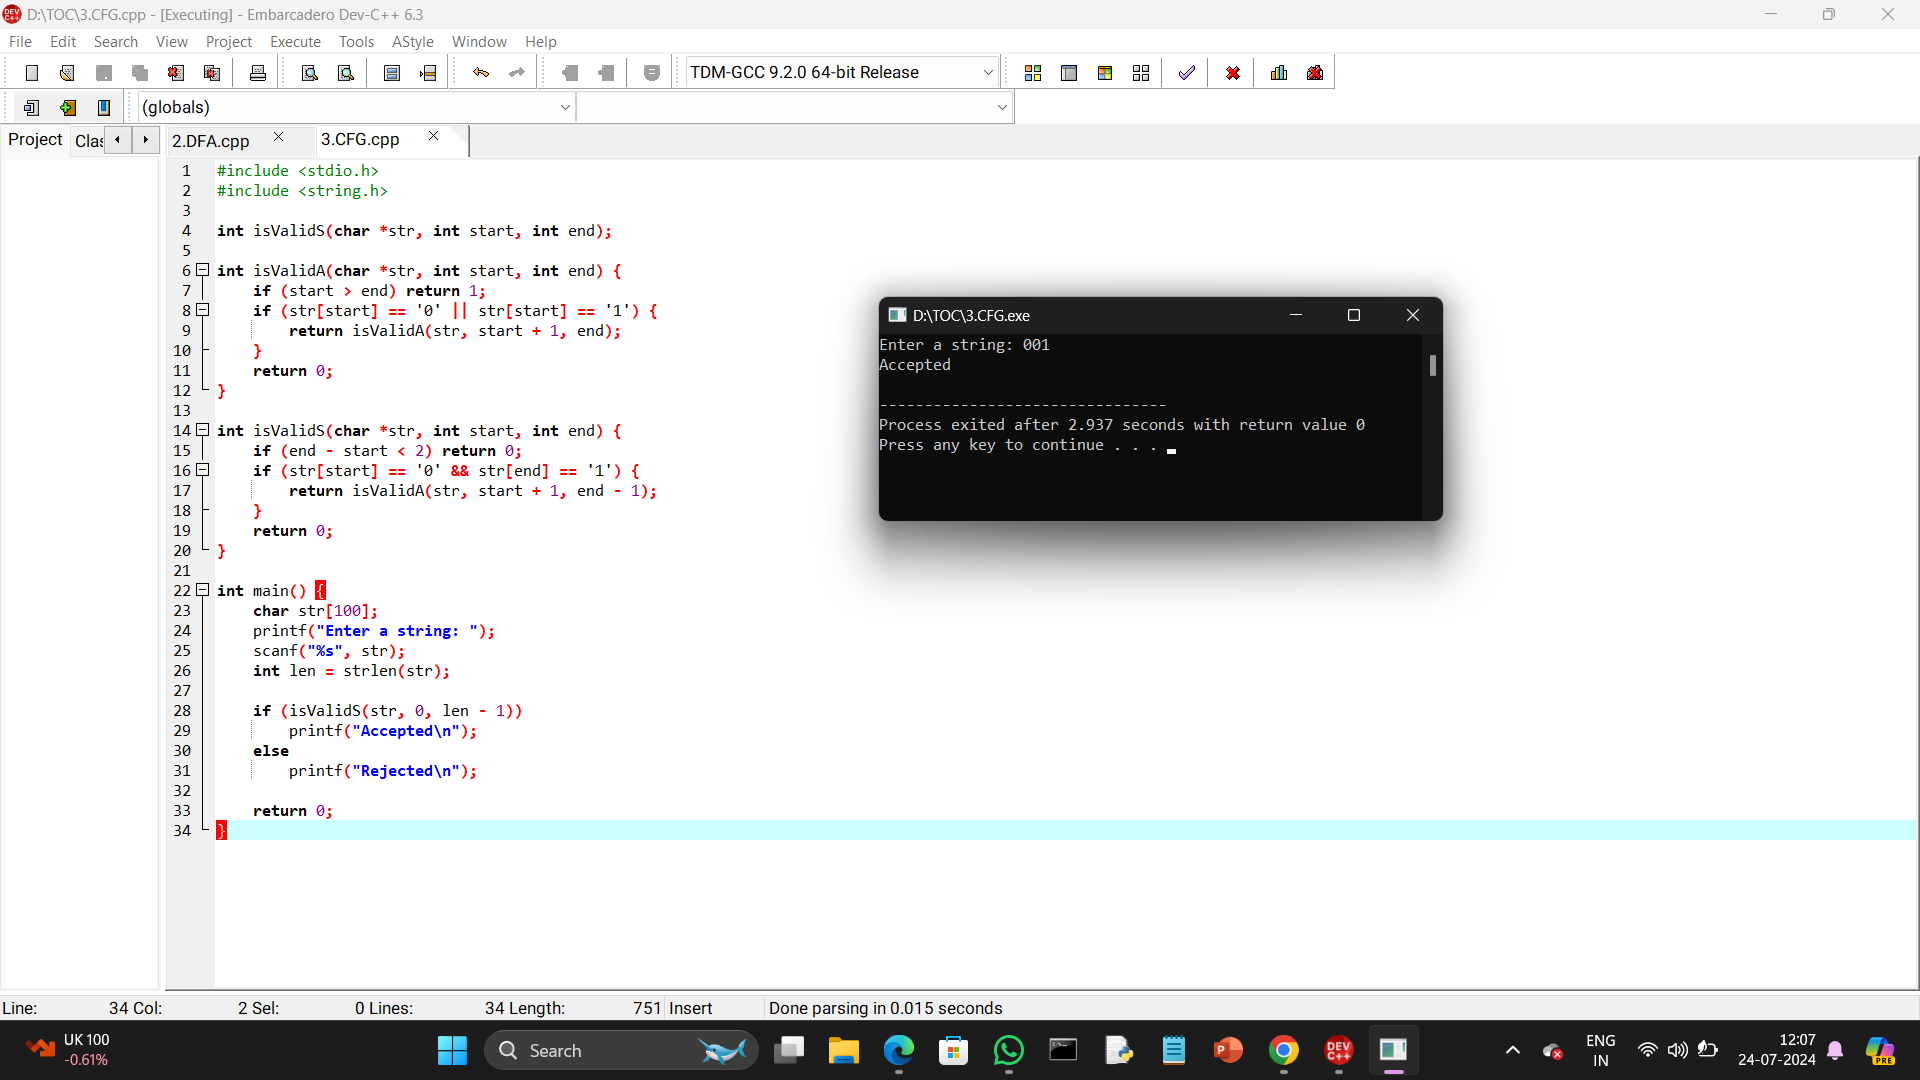 D:\TOC\3.CFG.cpp - [Executing] - Embarcadero Dev-C++ 6.3
File Edit Search View Project Execute Tools AStyle Window Help
TDM-GCC 9.2.0 64-bit Release
(globals)
Project Clas 2.DFA.cpp 3.CFG.cpp
1 #include <stdio.h>
2 #include <string.h>
3
4 int isValidS(char *str, int start, int end);
5
6 int isValidA(char *str, int start, int end) {
7 if (start > end) return 1;
8 if (str[start] == '0' || str[start] == '1') {
9 return isValidA(str, start + 1, end);
10 }
11 return 0;
12 }
13
14 int isValidS(char *str, int start, int end) {
15 if (end - start < 2) return 0;
16 if (str[start] == '0' && str[end] == '1') {
17 return isValidA(str, start + 1, end - 1);
18 }
19 return 0;
20 }
21
22 int main() {
23 char str[100];
24 printf("Enter a string: ");
25 scanf("%s", str);
26 int len = strlen(str);
27
28 if (isValidS(str, 0, len - 1))
29 printf("Accepted\n");
30 else
31 printf("Rejected\n");
32
33 return 0;
34 }
D:\TOC\3.CFG.exe
Enter a string: 001
Accepted
--------------------------------
Process exited after 2.937 seconds with return value 0
Press any key to continue . . .
Line: 34 Col: 2 Sel: 0 Lines: 34 Length: 751 Insert Done parsing in 0.015 seconds
UK 100
-0.61%
Search
DEV C++
ENG
IN
12:07
24-07-2024
PRE